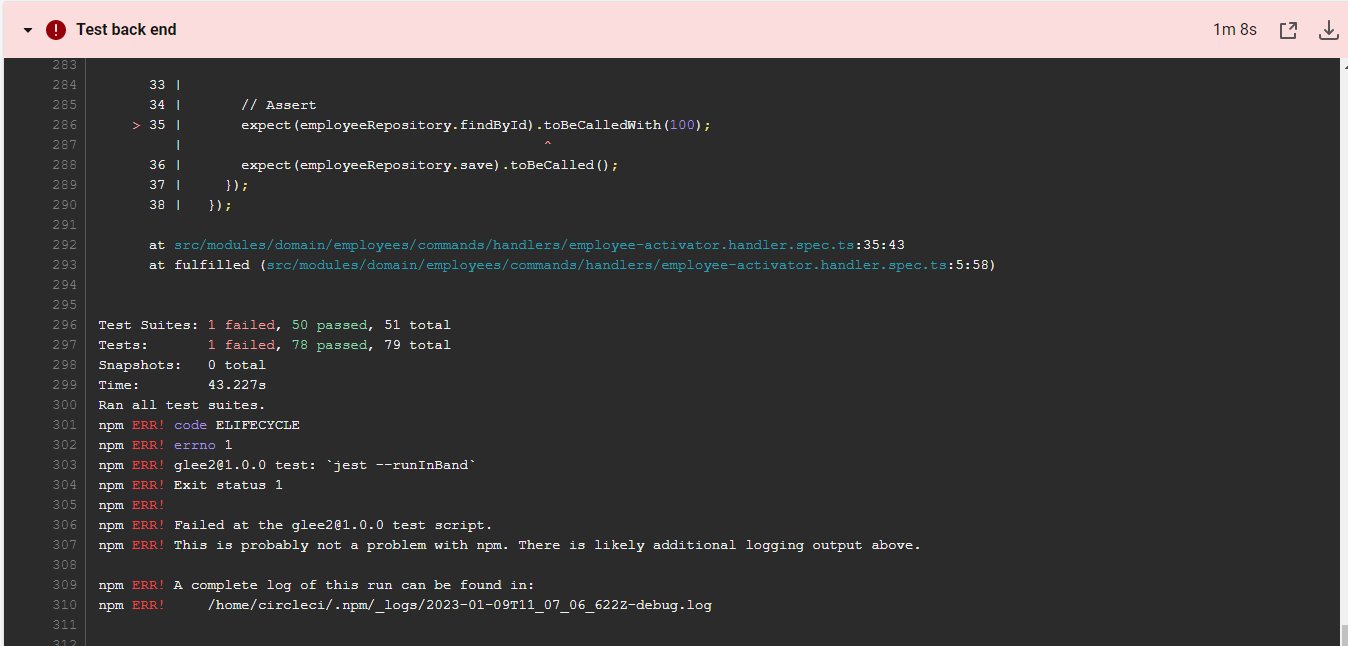 Test back end 1m 8s
283
284 33 |
285 34 | // Assert
286 > 35 | expect(employeeRepository.findById).toBeCalledWith(100);
287 | ^
288 36 | expect(employeeRepository.save).toBeCalled();
289 37 | });
290 38 | });
291
292 at src/modules/domain/employees/commands/handlers/employee-activator.handler.spec.ts:35:43
293 at fulfilled (src/modules/domain/employees/commands/handlers/employee-activator.handler.spec.ts:5:58)
294
295
296 Test Suites: 1 failed, 50 passed, 51 total
297 Tests: 1 failed, 78 passed, 79 total
298 Snapshots: 0 total
299 Time: 43.227s
300 Ran all test suites.
301 npm ERR! code ELIFECYCLE
302 npm ERR! errno 1
303 npm ERR! glee2@1.0.0 test: `jest --runInBand`
304 npm ERR! Exit status 1
305 npm ERR!
306 npm ERR! Failed at the glee2@1.0.0 test script.
307 npm ERR! This is probably not a problem with npm. There is likely additional logging output above.
308
309 npm ERR! A complete log of this run can be found in:
310 npm ERR! /home/circleci/.npm/_logs/2023-01-09T11_07_06_622Z-debug.log
311
312